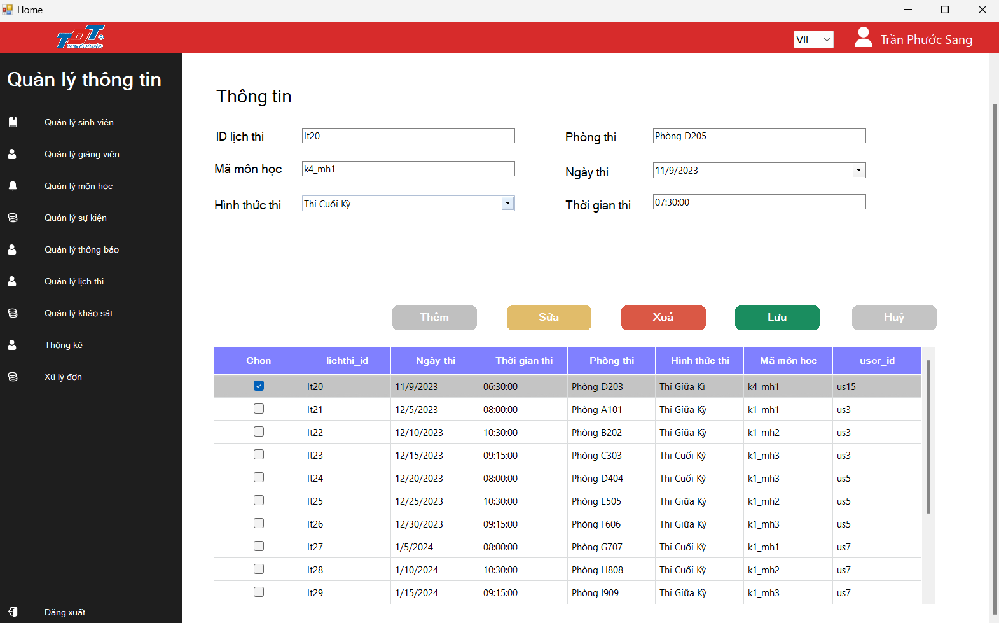 Home
TDT
VIE
Trần Phước Sang
Quản lý thông tin
Quản lý sinh viên
Quản lý giảng viên
Quản lý môn học
Quản lý sự kiện
Quản lý thông báo
Quản lý lịch thi
Quản lý khảo sát
Thống kê
Xử lý đơn
Đăng xuất
Thông tin
ID lịch thi lt20 Phòng thi Phòng D205
Mã môn học k4_mh1 Ngày thi 11/9/2023
Hình thức thi Thi Cuối Kỳ Thời gian thi 07:30:00
Thêm Sửa Xoá Lưu Huỷ
Chọn lichthi_id Ngày thi Thời gian thi Phòng thi Hình thức thi Mã môn học user_id
lt20 11/9/2023 06:30:00 Phòng D203 Thi Giữa Kì k4_mh1 us15
lt21 12/5/2023 08:00:00 Phòng A101 Thi Giữa Kỳ k1_mh1 us3
lt22 12/10/2023 10:30:00 Phòng B202 Thi Giữa Kỳ k1_mh2 us3
lt23 12/15/2023 09:15:00 Phòng C303 Thi Cuối Kỳ k1_mh3 us3
lt24 12/20/2023 08:00:00 Phòng D404 Thi Cuối Kỳ k1_mh3 us5
lt25 12/25/2023 10:30:00 Phòng E505 Thi Giữa Kỳ k1_mh2 us5
lt26 12/30/2023 09:15:00 Phòng F606 Thi Giữa Kỳ k1_mh3 us5
lt27 1/5/2024 08:00:00 Phòng G707 Thi Cuối Kỳ k1_mh1 us7
lt28 1/10/2024 10:30:00 Phòng H808 Thi Cuối Kỳ k1_mh2 us7
lt29 1/15/2024 09:15:00 Phòng I909 Thi Giữa Kỳ k1_mh3 us7